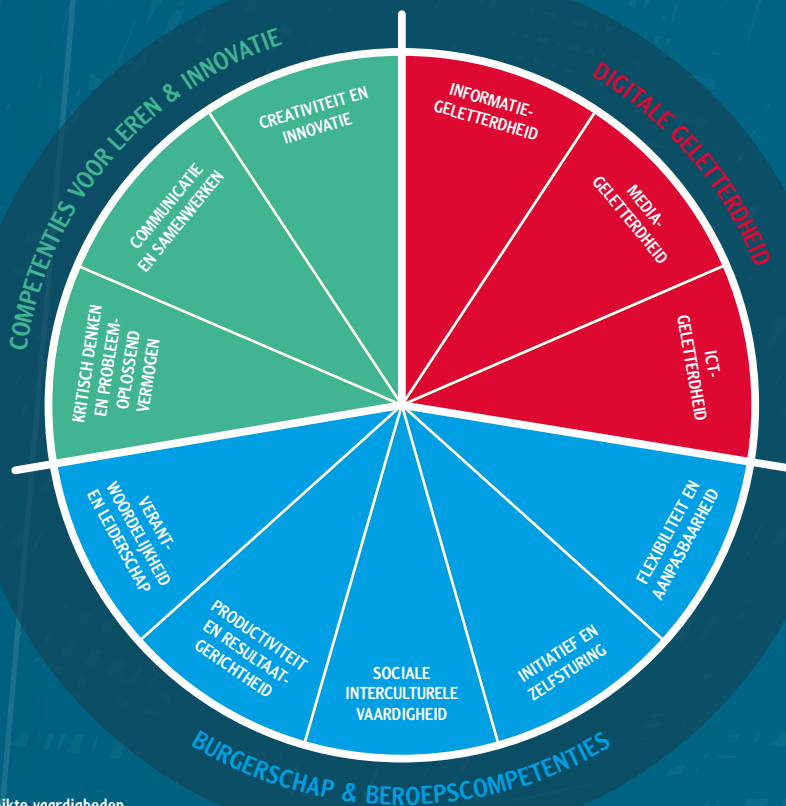 COMPETENTIES VOOR LEREN & INNOVATIE
CREATIVITEIT EN
INNOVATIE
COMMUNICATIE
EN SAMENWERKEN
KRITISCH DENKEN
EN PROBLEEM-
OPLOSSEND
VERMOGEN
DIGITALE GELETTERDHEID
INFORMATIE-
GELETTERDHEID
MEDIA-
GELETTERDHEID
ICT-
GELETTERDHEID
FLEXIBILITEIT EN
AANPASBAARHEID
INITIATIEF EN
ZELFSTURING
SOCIALE
INTERCULTURELE
VAARDIGHEID
PRODUCTIVITEIT
EN RESULTAAT-
GERICHTHEID
VERANT-
WOORDELIJKHEID
EN LEIDERSCHAP
BURGERSCHAP & BEROEPSCOMPETENTIES
vaardigheden